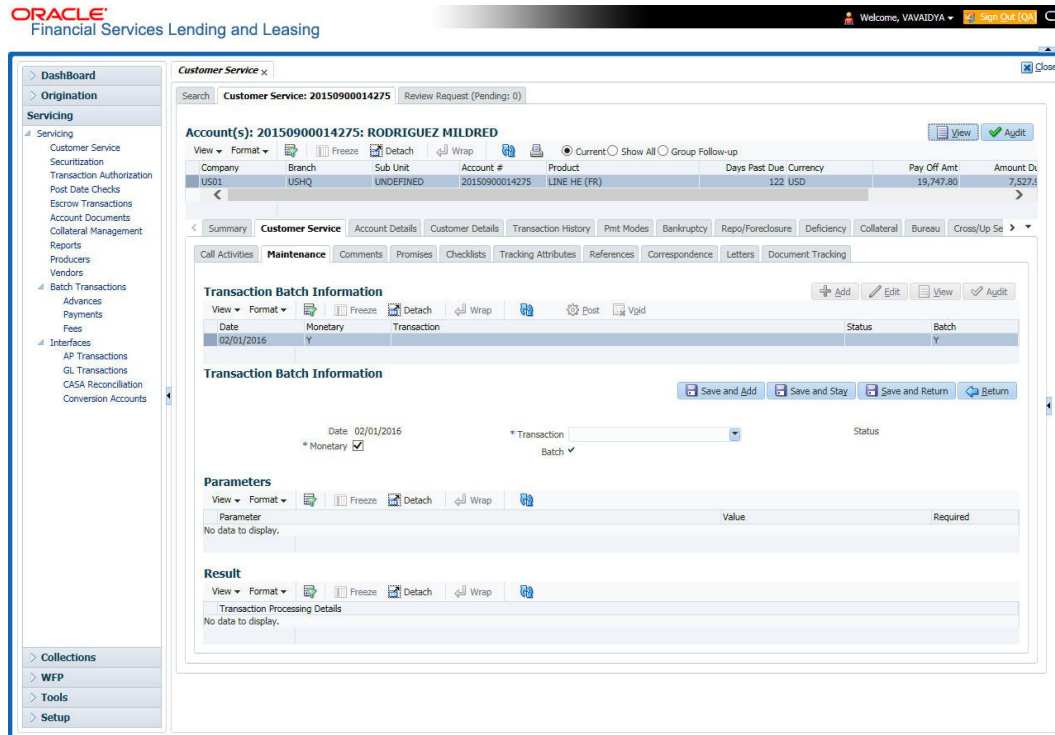 ORACLE
Financial Services Lending and Leasing
Welcome, VAVAIDYA
Sign Out [QA]
DashBoard
Origination
Servicing
Servicing
Customer Service
Securitization
Transaction Authorization
Post Date Checks
Escrow Transactions
Account Documents
Collateral Management
Reports
Producers
Vendors
Batch Transactions
Advances
Payments
Fees
Interfaces
AP Transactions
GL Transactions
CASA Reconciliation
Conversion Accounts
Collections
WFP
Tools
Setup
Customer Service x
Close
Search Customer Service: 20150900014275 Review Request (Pending: 0)
Account(s): 20150900014275: RODRIGUEZ MILDRED
View Audit
View Format Freeze Detach Wrap Current Show All Group Follow-up
Company Branch Sub Unit Account # Product Days Past Due Currency Pay Off Amt Amount Du
US01 USHQ UNDEFINED 20150900014275 LINE HE (FR) 122 USD 19,747.80 7,527.9
Summary Customer Service Account Details Customer Details Transaction History Pmt Modes Bankruptcy Repo/Foreclosure Deficiency Collateral Bureau Cross/Up Se
Call Activities Maintenance Comments Promises Checklists Tracking Attributes References Correspondence Letters Document Tracking
Transaction Batch Information
Add Edit View Audit
View Format Freeze Detach Wrap Post Void
Date Monetary Transaction Status Batch
02/01/2016 Y Y
Transaction Batch Information
Save and Add Save and Stay Save and Return Return
Date 02/01/2016 * Transaction Status
* Monetary Batch
Parameters
View Format Freeze Detach Wrap
Parameter Value Required
No data to display.
Result
View Format Freeze Detach Wrap
Transaction Processing Details
No data to display.